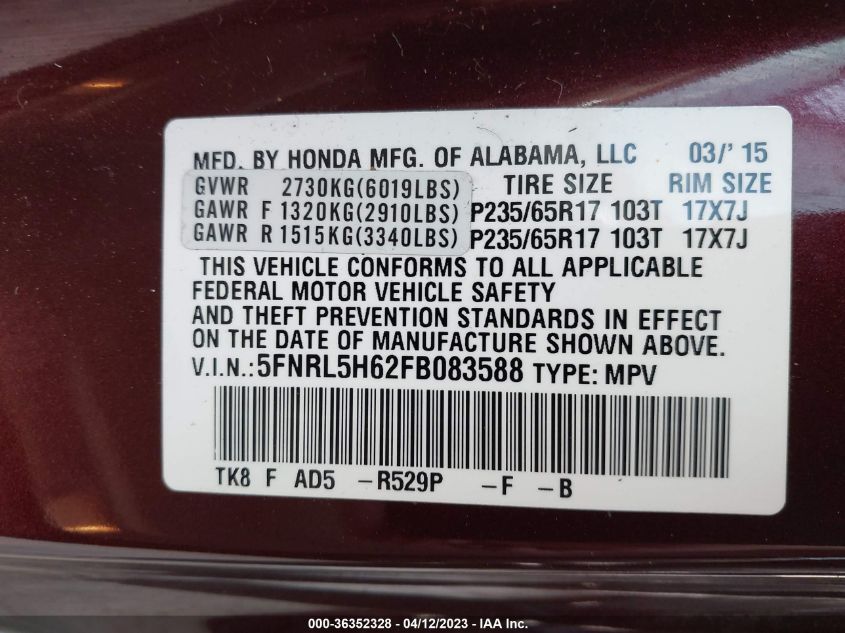 MFD. BY HONDA MFG. OF ALABAMA, LLC 03/' 15
GVWR 2730KG(6019LBS) TIRE SIZE RIM SIZE
GAWR F 1320KG(2910LBS) P235/65R17 103T 17X7J
GAWR R 1515KG(3340LBS) P235/65R17 103T 17X7J
THIS VEHICLE CONFORMS TO ALL APPLICABLE
FEDERAL MOTOR VEHICLE SAFETY
AND THEFT PREVENTION STANDARDS IN EFFECT
ON THE DATE OF MANUFACTURE SHOWN ABOVE.
V.I.N.:5FNRL5H62FB083588 TYPE: MPV
TK8 F AD5 -R529P -F -B
000-36352328 - 04/12/2023 - IAA Inc.